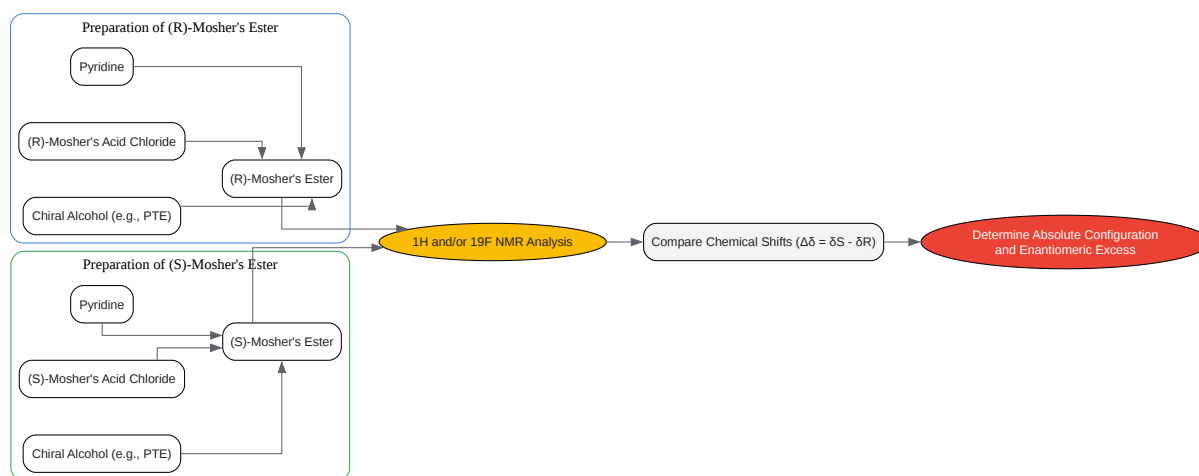 Preparation of (R)-Mosher's Ester
Pyridine
(R)-Mosher's Acid Chloride
(R)-Mosher's Ester
Chiral Alcohol (e.g., PTE)
Preparation of (S)-Mosher's Ester
Pyridine
(S)-Mosher's Ester
(S)-Mosher's Acid Chloride
Chiral Alcohol (e.g., PTE)
1H and/or 19F NMR Analysis
Compare Chemical Shifts (Δδ = δS - δR)
Determine Absolute Configuration
and Enantiomeric Excess